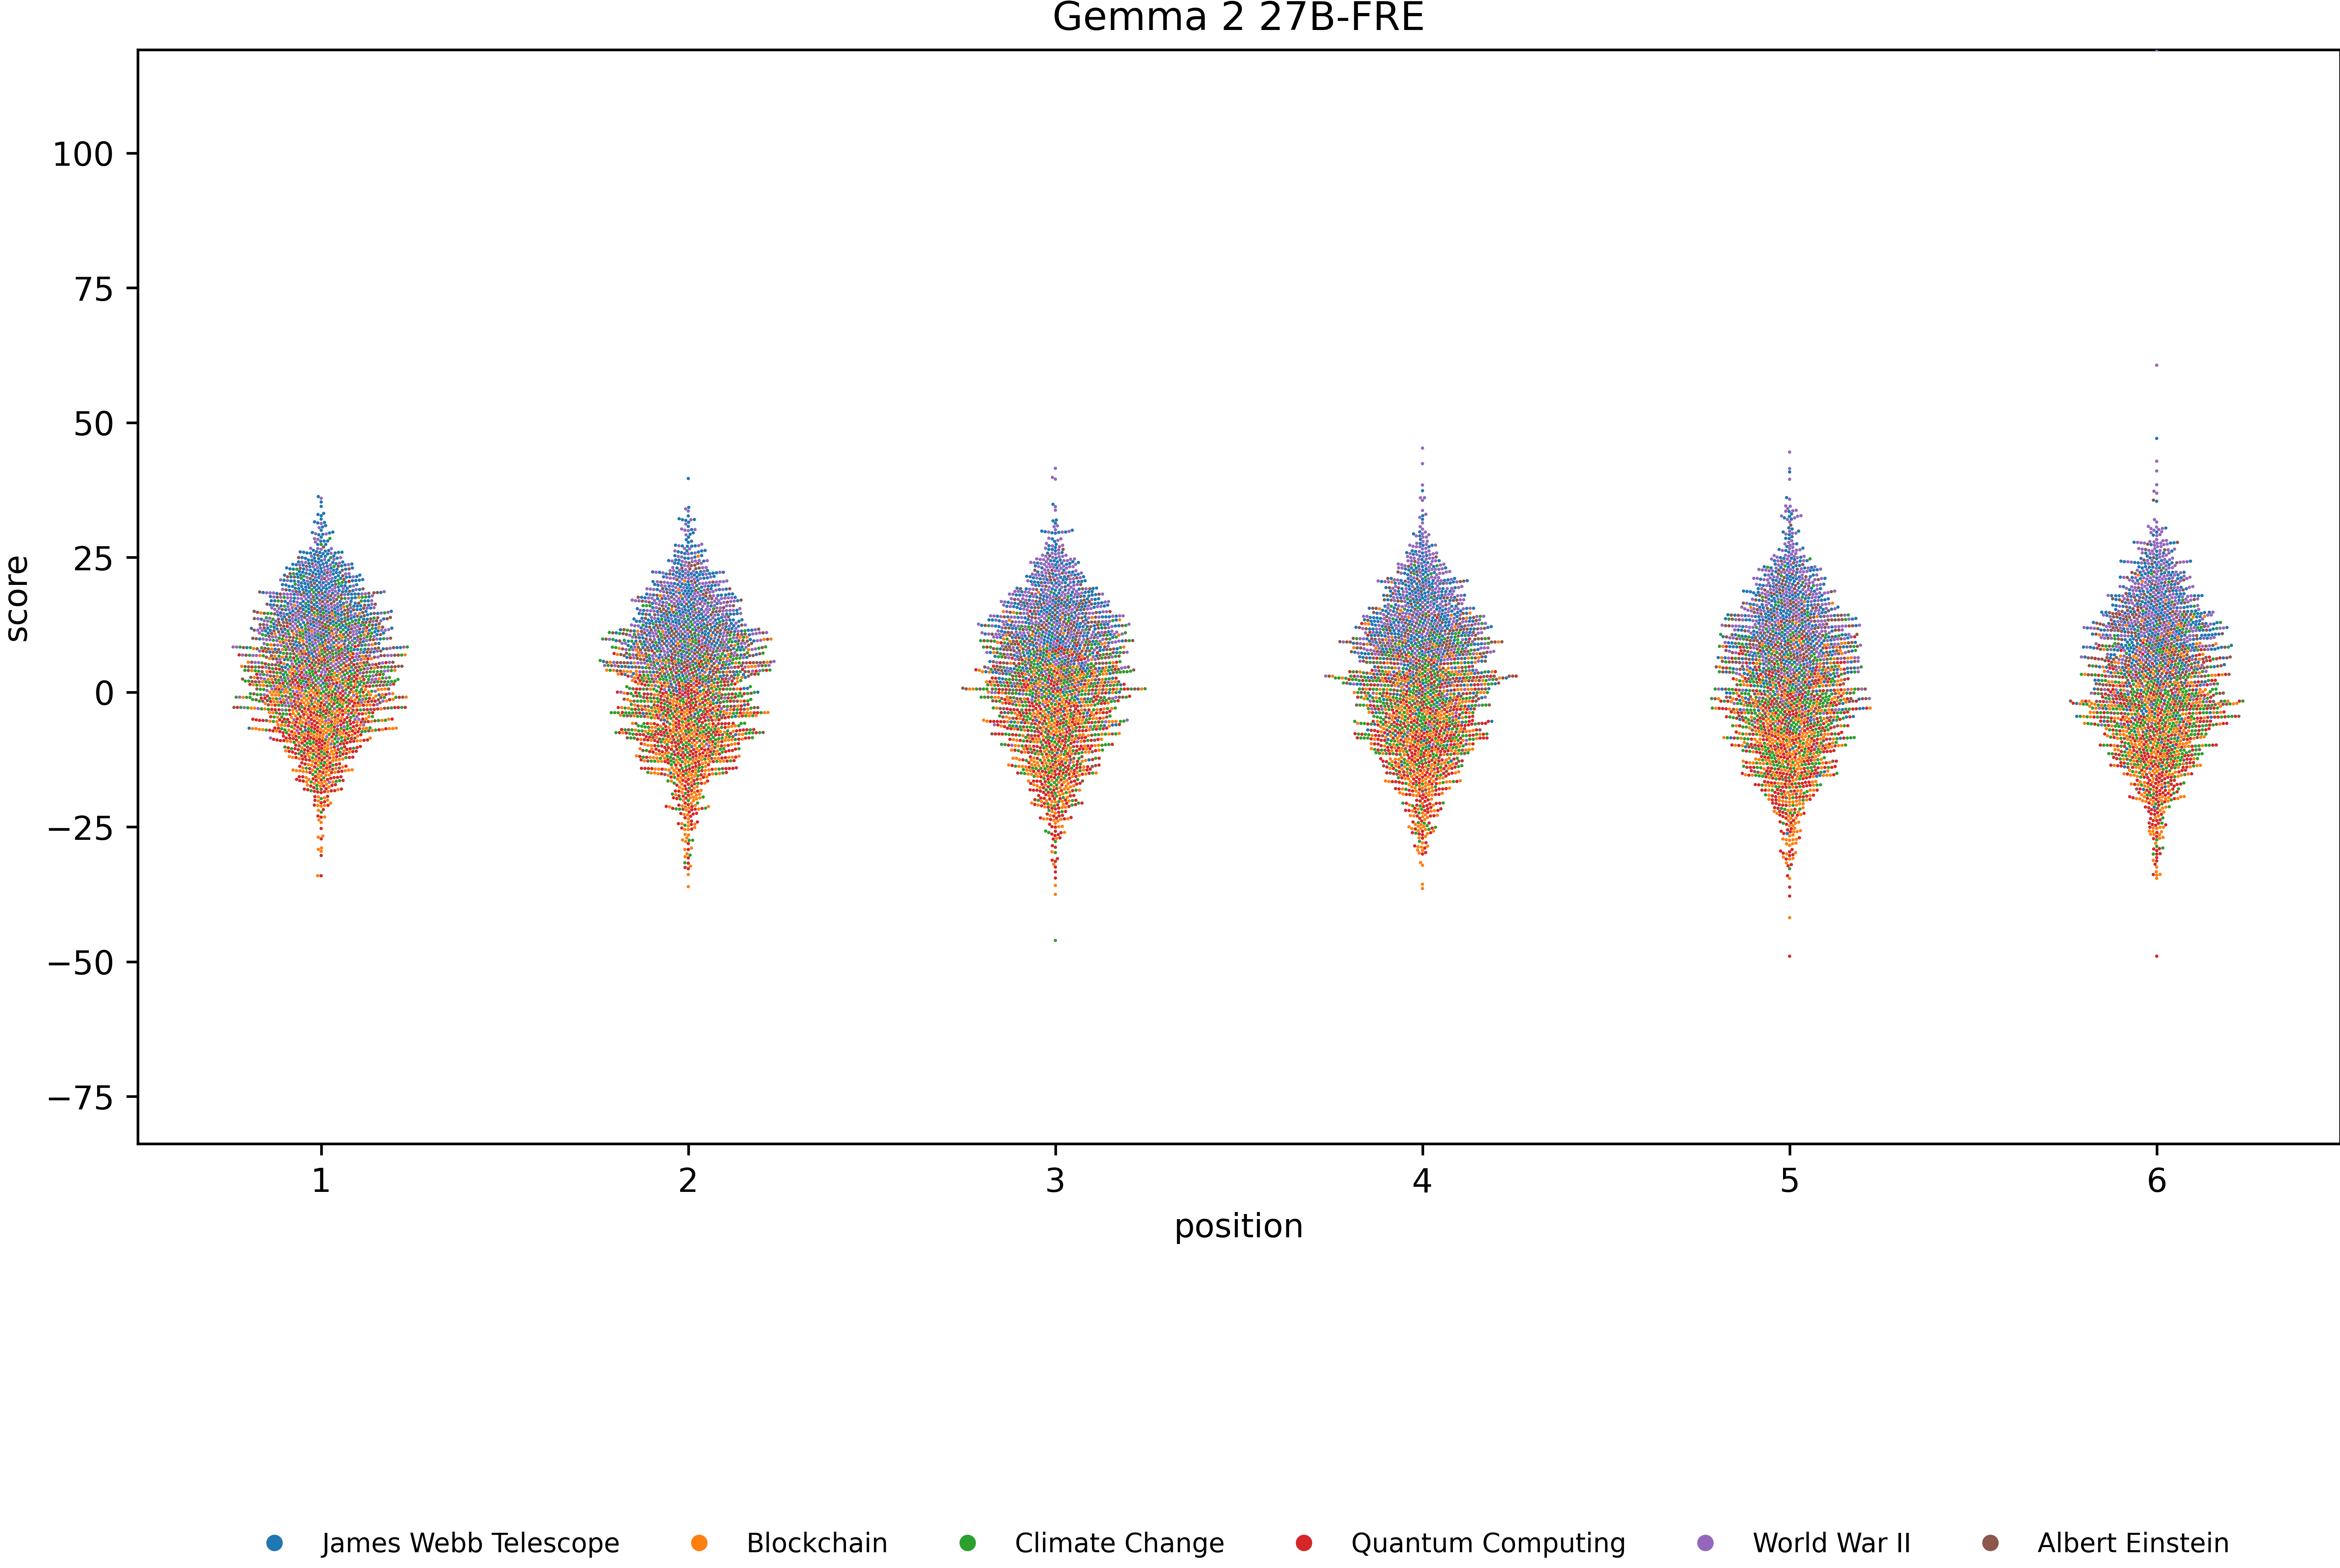 Gemma 2 27B-FRE
score
100
75
50
25
0
−25
−50
−75
1 2 3 4 5 6
position
James Webb Telescope Blockchain Climate Change Quantum Computing World War II Albert Einstein